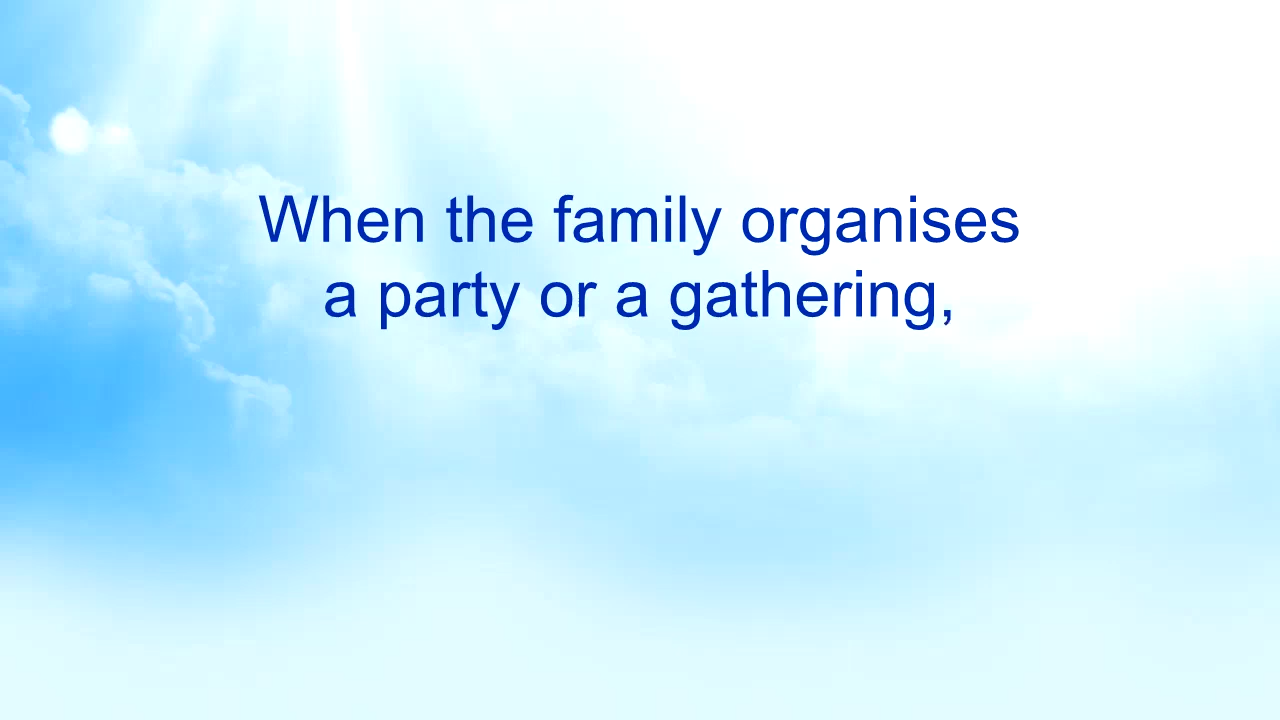 When the family organises
a party or a gathering,